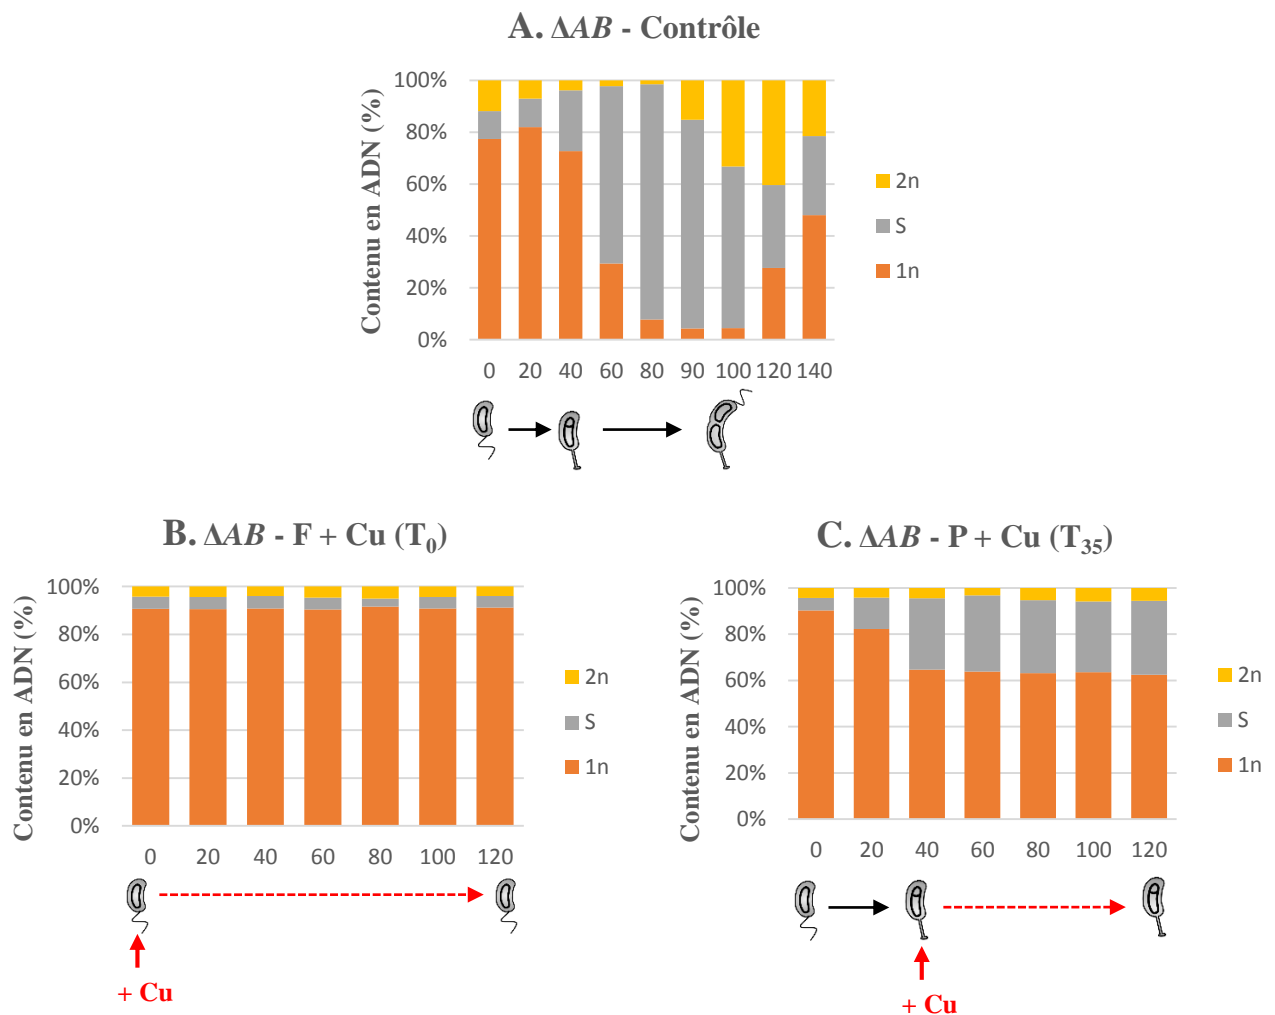 A. ΔAB - Contrôle
Contenu en ADN (%)
100%
80%
60%
40%
20%
0%
0 20 40 60 80 90 100 120 140
2n
S
1n
B. ΔAB - F + Cu (T0)
Contenu en ADN (%)
100%
80%
60%
40%
20%
0%
0 20 40 60 80 100 120
2n
S
1n
+ Cu
C. ΔAB - P + Cu (T35)
Contenu en ADN (%)
100%
80%
60%
40%
20%
0%
0 20 40 60 80 100 120
2n
S
1n
+ Cu